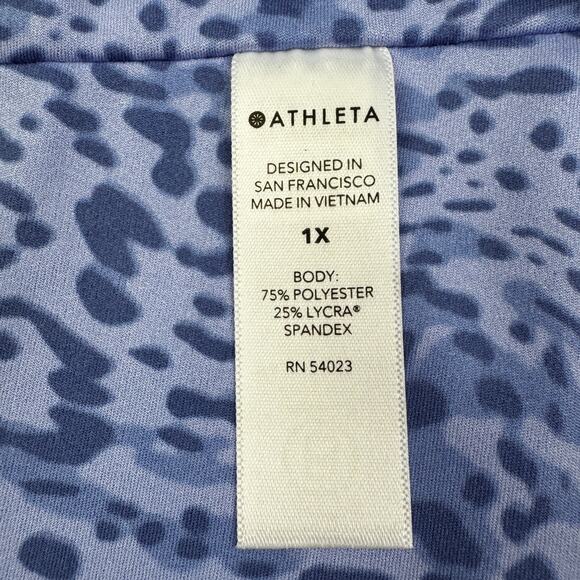 ATHLETA
DESIGNED IN
SAN FRANCISCO
MADE IN VIETNAM
1X
BODY:
75% POLYESTER
25% LYCRA®
SPANDEX
RN 54023